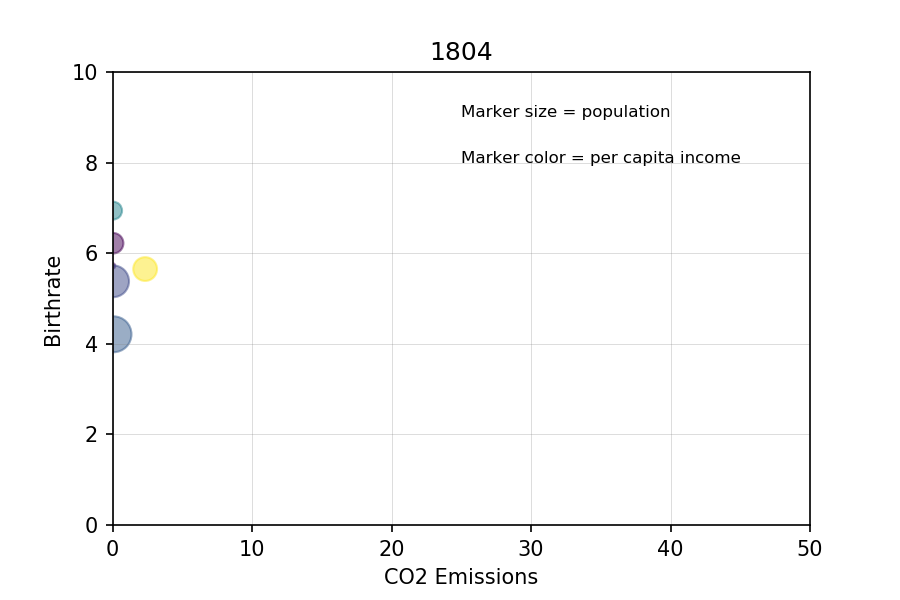 1804
10
8
6
4
2
0
Birthrate
Marker size = population
Marker color = per capita income
0 10 20 30 40 50
CO2 Emissions